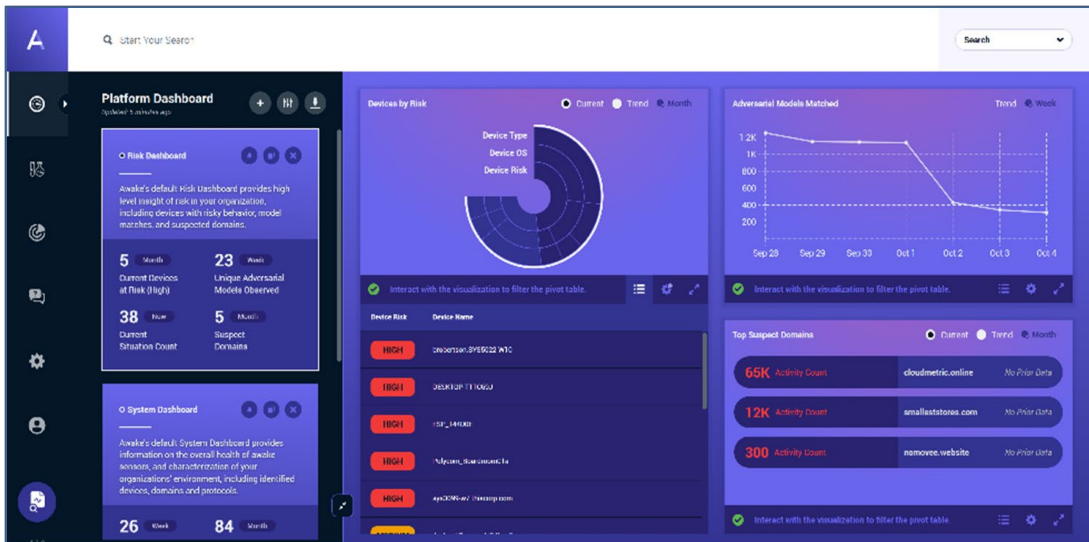 Start Your Search
Search
Platform Dashboard
Updated: 5 minutes ago
Risk Dashboard
Awake's default Risk Dashboard provides high
level insight of risk in your organization,
including devices with risky behavior, model
matches, and suspected domains.
5 Month
Current Devices
at Risk (High)
23 Week
Unique Adversarial
Models Observed
38 Now
Current
Situation Count
5 Month
Suspect
Domains
System Dashboard
Awake's default System Dashboard provides
information on the overall health of awake
sensors, and characterization of your
organizations' environment, including identified
devices, domains and protocols.
26 Week
84 Month
Devices by Risk
Current Trend Month
Device Type
Device OS
Device Risk
Interact with the visualization to filter the pivot table.
Device Risk Device Name
HIGH
HIGH
HIGH
HIGH
HIGH
Adversarial Models Matched
Trend Week
1.2K
1K
800
600
400
200
Sep 28 Sep 29 Sep 30 Oct 1 Oct 2 Oct 3 Oct 4
Interact with the visualization to filter the pivot table.
Top Suspect Domains
Current Trend Month
65K Activity Count cloudmetric.online No Prior Data
12K Activity Count smalleststores.com No Prior Data
300 Activity Count nomovee.website No Prior Data
Interact with the visualization to filter the pivot table.